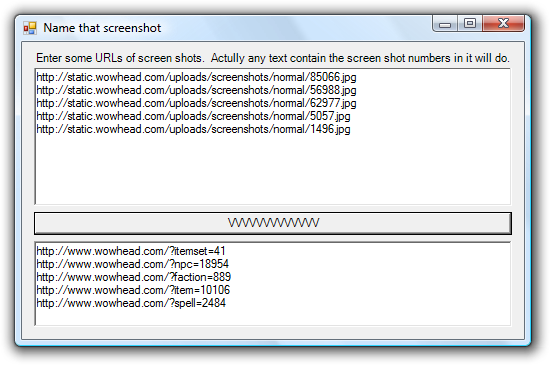 Name that screenshot
Enter some URLs of screen shots.  Actully any text contain the screen shot numbers in it will do.
http://static.wowhead.com/uploads/screenshots/normal/85066.jpg
http://static.wowhead.com/uploads/screenshots/normal/56988.jpg
http://static.wowhead.com/uploads/screenshots/normal/62977.jpg
http://static.wowhead.com/uploads/screenshots/normal/5057.jpg
http://static.wowhead.com/uploads/screenshots/normal/1496.jpg
\/\/\/\/\/\/\/\/\/\/\/\/
http://www.wowhead.com/?itemset=41
http://www.wowhead.com/?npc=18954
http://www.wowhead.com/?faction=889
http://www.wowhead.com/?item=10106
http://www.wowhead.com/?spell=2484